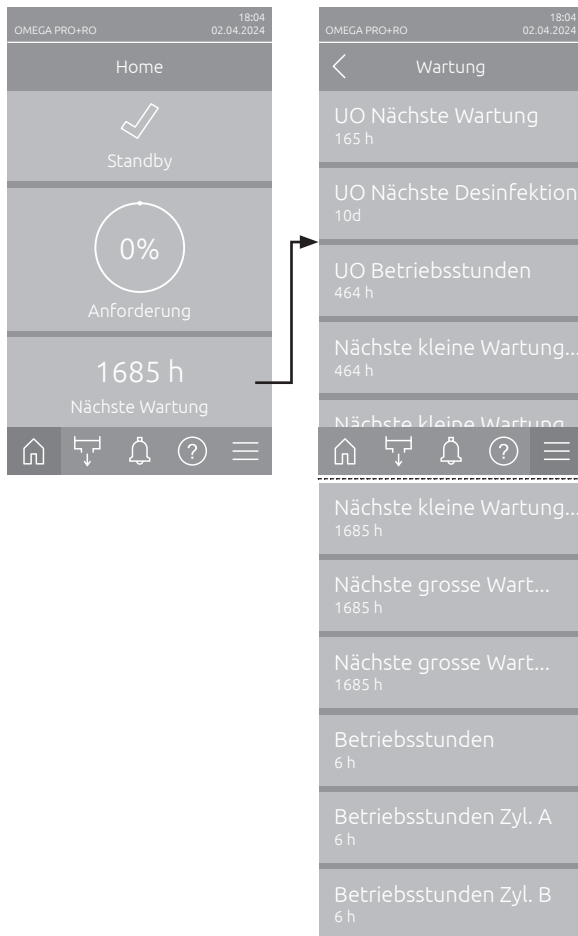 18:04
OMEGA PRO+RO 02.04.2024
Home
Standby
0%
Anforderung
1685 h
Nächste Wartung
?
18:04
OMEGA PRO+RO 02.04.2024
Wartung
UO Nächste Wartung
165 h
UO Nächste Desinfektion
10d
UO Betriebsstunden
464 h
Nächste kleine Wartung...
464 h
Nächste kleine Wartung
?
Nächste kleine Wartung...
1685 h
Nächste grosse Wart...
1685 h
Nächste grosse Wart...
1685 h
Betriebsstunden
6 h
Betriebsstunden Zyl. A
6 h
Betriebsstunden Zyl. B
6 h